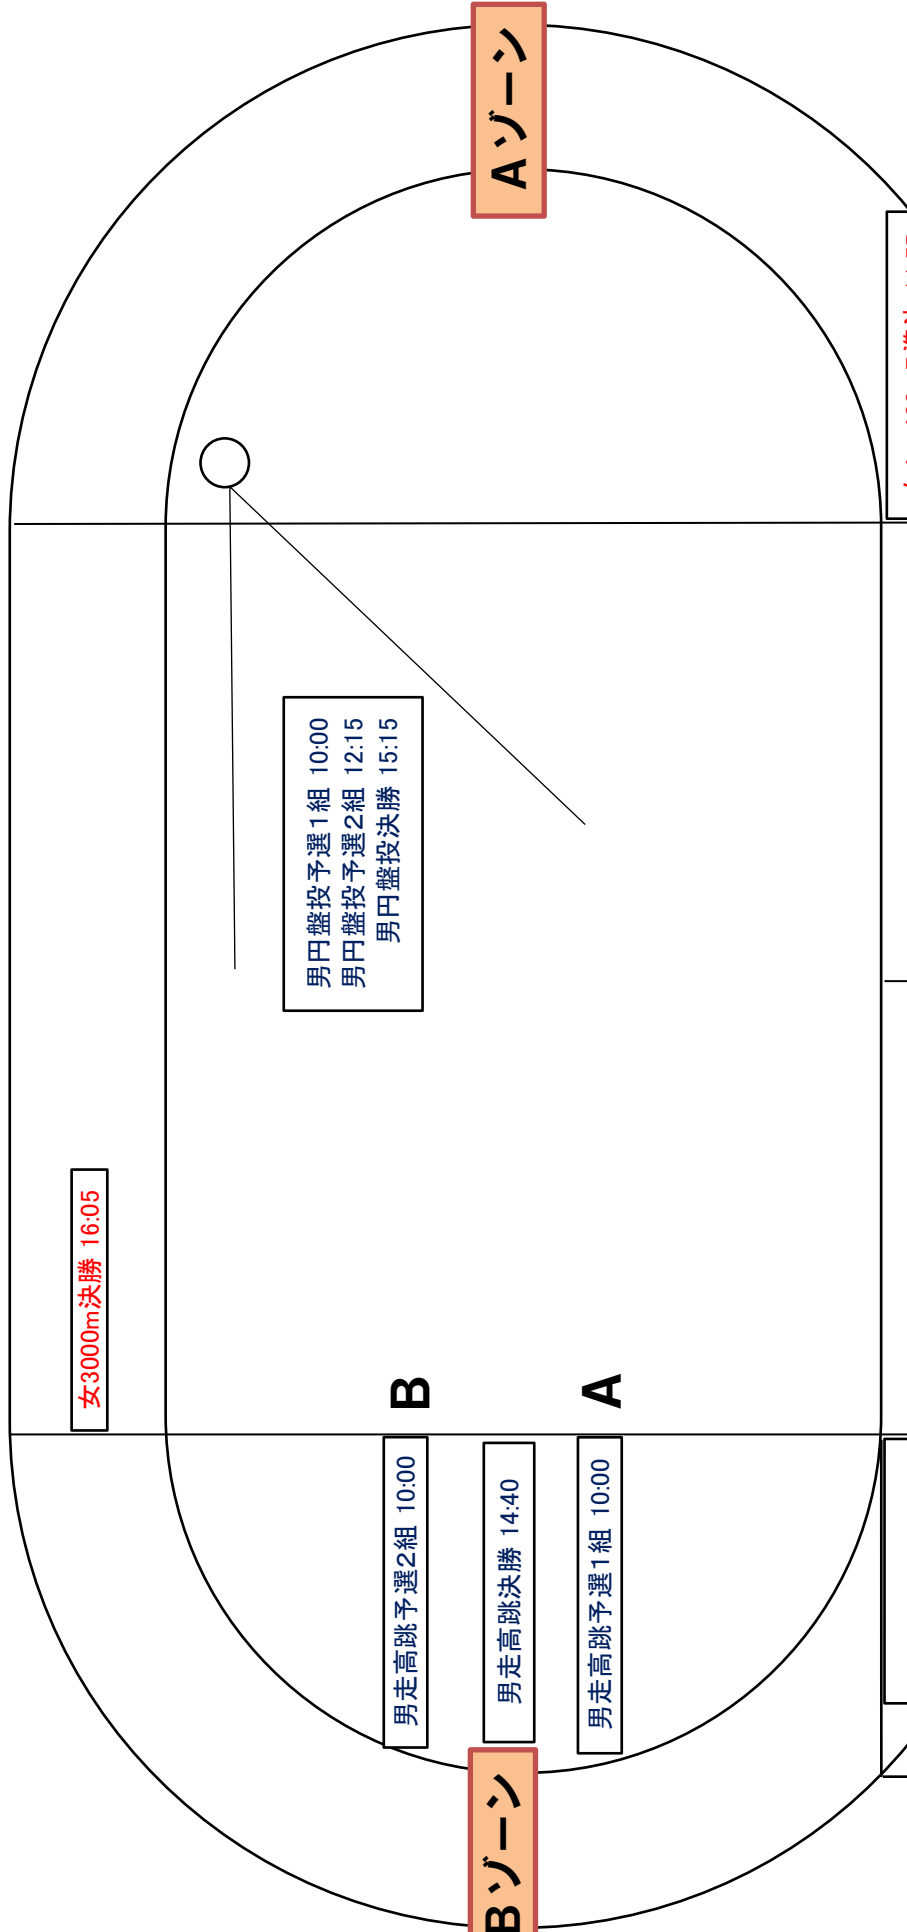 Aゾーン
男円盤投予選1組 10:00
男円盤投予選2組 12:15
男円盤投決勝 15:15
女3000m決勝 16:05
B
A
男走高跳予選2組 10:00
男走高跳決勝 14:40
男走高跳予選1組 10:00
Bゾーン